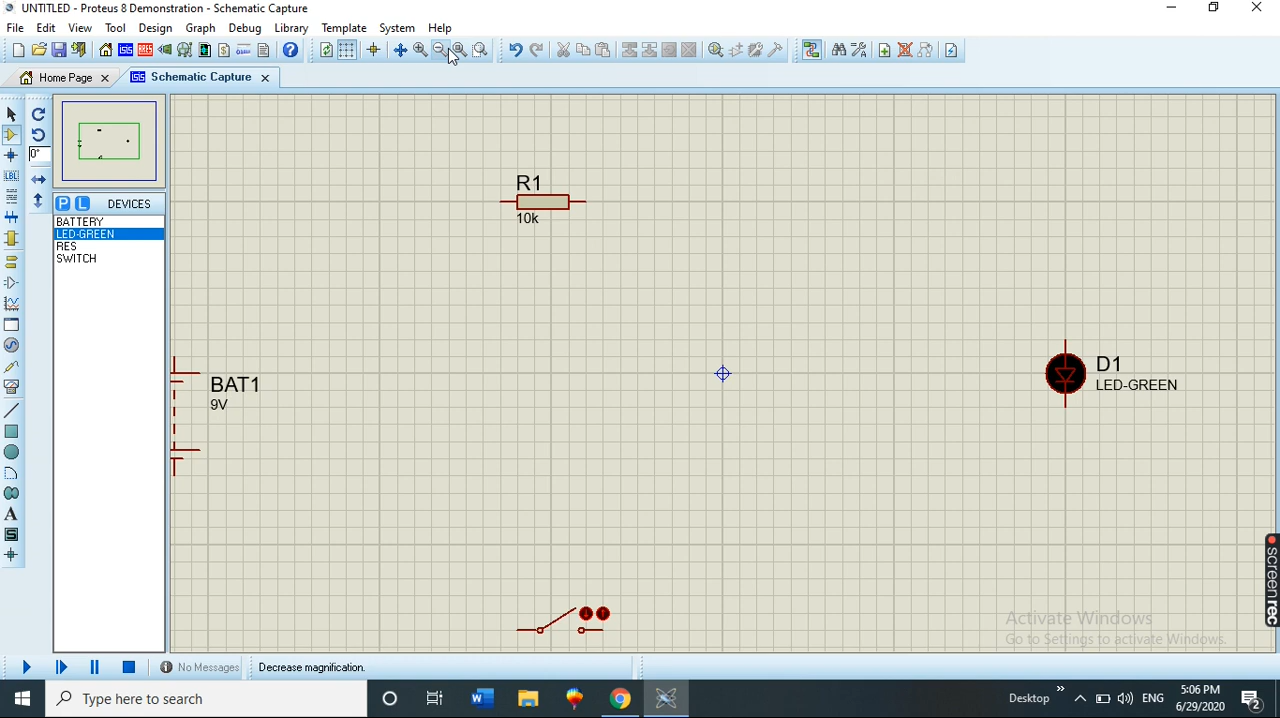 UNTITLED - Proteus 8 Demonstration - Schematic Capture
File Edit View Tool Design Graph Debug Library Template System Help
Home Page Schematic Capture
0°
P L DEVICES
BATTERY
LED-GREEN
RES
SWITCH
LBL
A
S
R1
10k
BAT1
9V
D1
LED-GREEN
screenrec
Activate Windows
Go to Settings to activate Windows.
No Messages Decrease magnification.
Type here to search
Desktop ENG
5:06 PM
6/29/2020
2